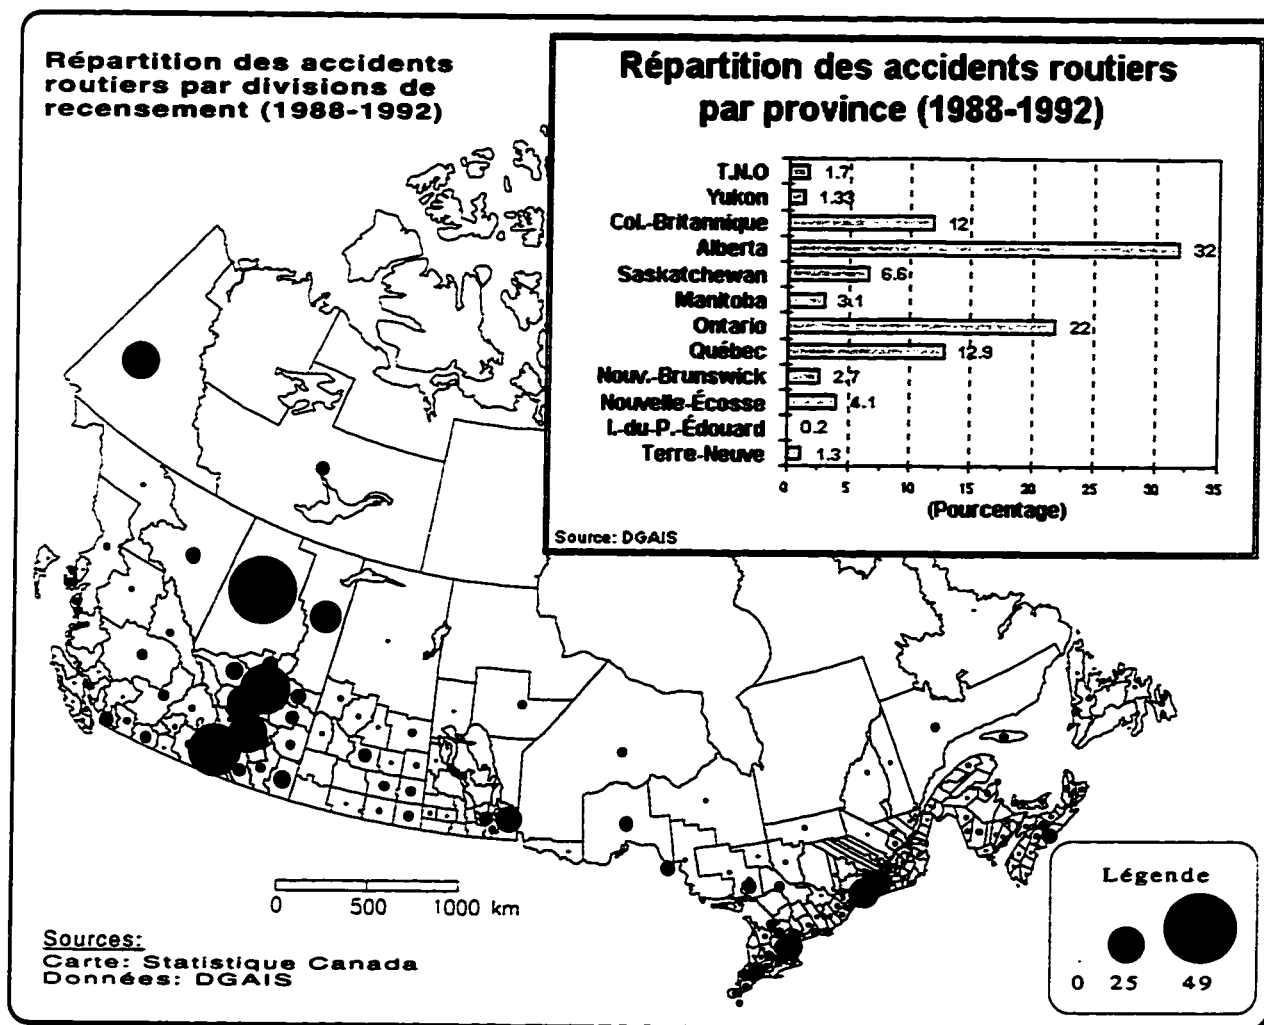 Répartition des accidents
routiers par divisions de
recensement (1988-1992)
Répartition des accidents routiers
par province (1988-1992)
T.N.O 1.7
Yukon 1.33
Col.-Britannique 12
Alberta 32
Saskatchewan 6.6
Manitoba 3.1
Ontario 22
Québec 12.9
Nouv.-Brunswick 2.7
Nouvelle-Écosse 4.1
I.-du-P.-Édouard 0.2
Terre-Neuve 1.3
0 5 10 15 20 25 30 35
(Pourcentage)
Source: DGAIS
0 500 1000 km
Sources:
Carte: Statistique Canada
Données: DGAIS
Légende
0 25 49